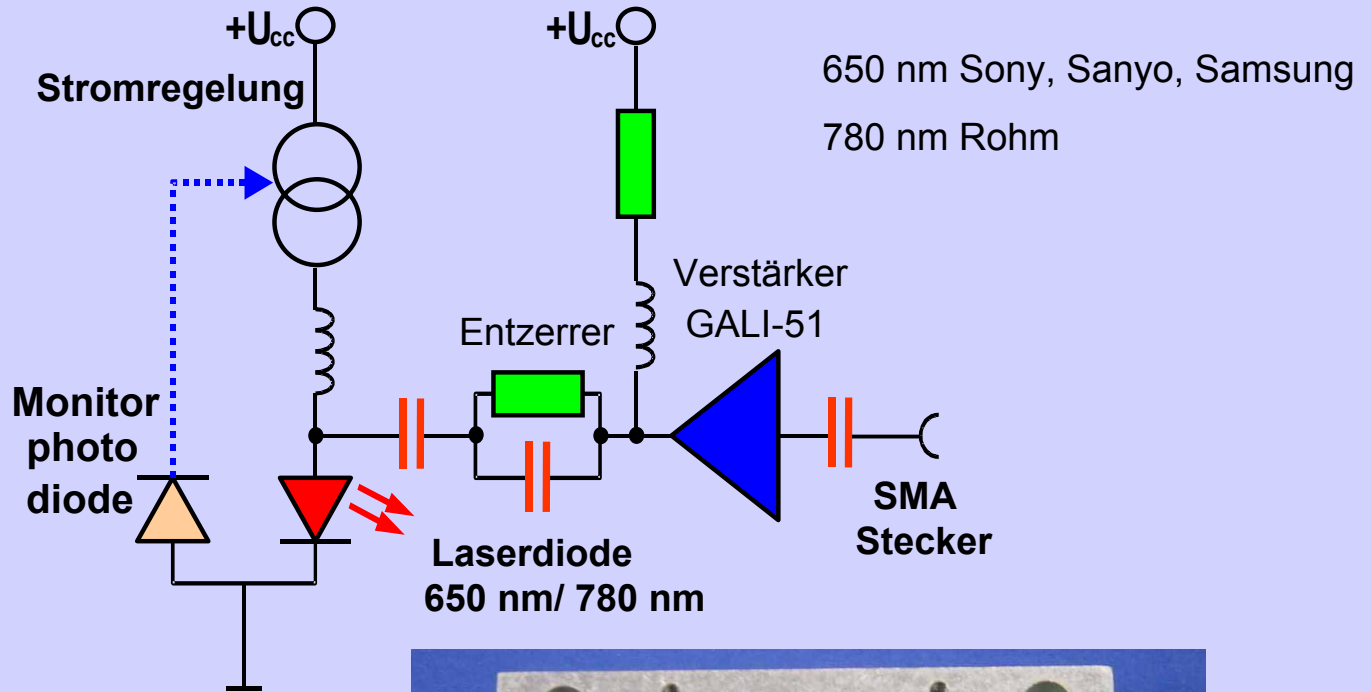 +Ucc
+Ucc
650 nm Sony, Sanyo, Samsung
780 nm Rohm
Stromregelung
Verstärker
GALI-51
Entzerrer
Monitor
photo
diode
SMA
Stecker
Laserdiode
650 nm/ 780 nm